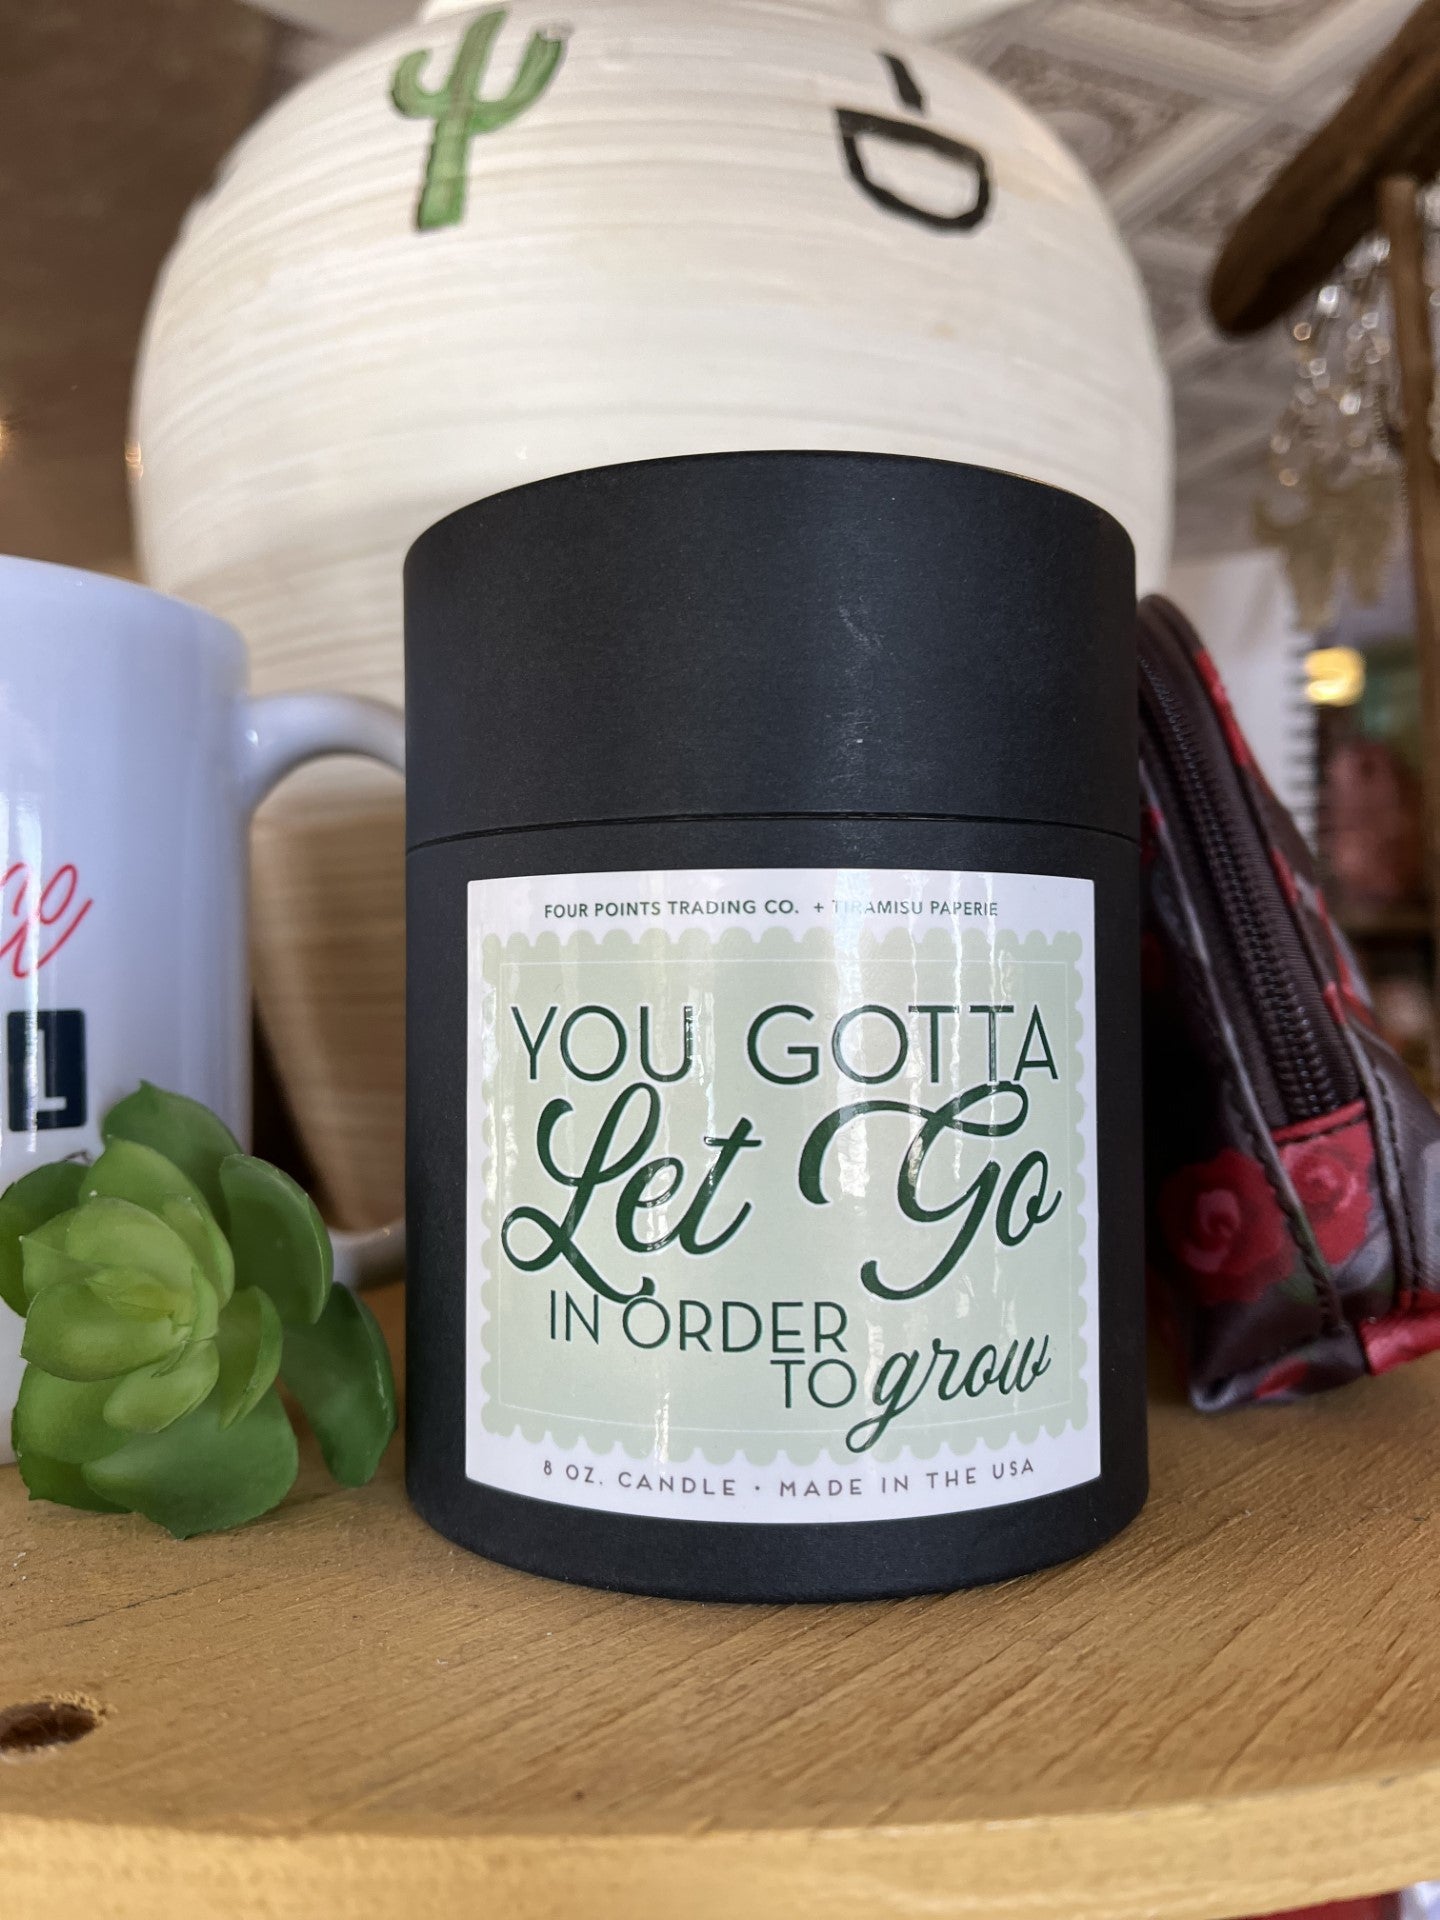 FOUR POINTS TRADING CO. + TIRAMISU PAPERIE
YOU GOTTA
Let Go
IN ORDER
TO grow
8 OZ. CANDLE • MADE IN THE USA